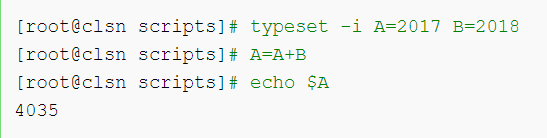 [root@clsn scripts]# typeset -i A=2017 B=2018
[root@clsn scripts]# A=A+B
[root@clsn scripts]# echo $A
4035